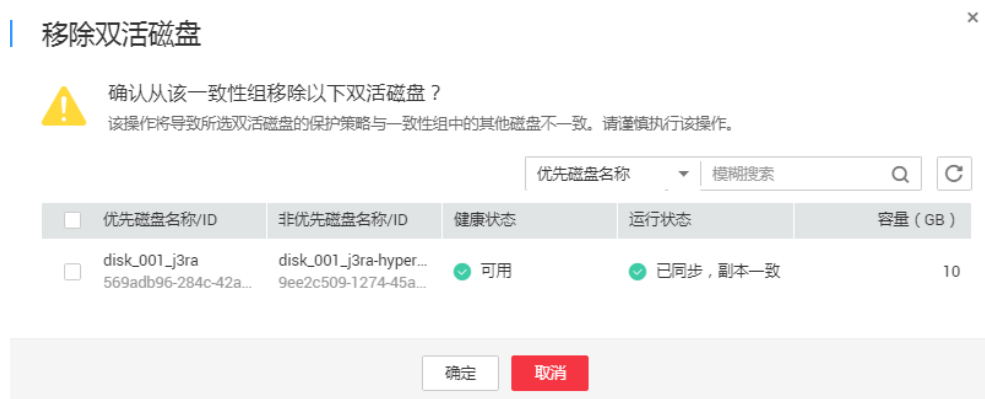 移除双活磁盘
×
确认从该一致性组移除以下双活磁盘？
该操作将导致所选双活磁盘的保护策略与一致性组中的其他磁盘不一致。请谨慎执行该操作。
优先磁盘名称 模糊搜索
优先磁盘名称/ID 非优先磁盘名称/ID 健康状态 运行状态 容量（GB）
disk_001_j3ra disk_001_j3ra-hyper... 可用 已同步，副本一致 10
569adb96-284c-42a... 9ee2c509-1274-45a...
确定 取消